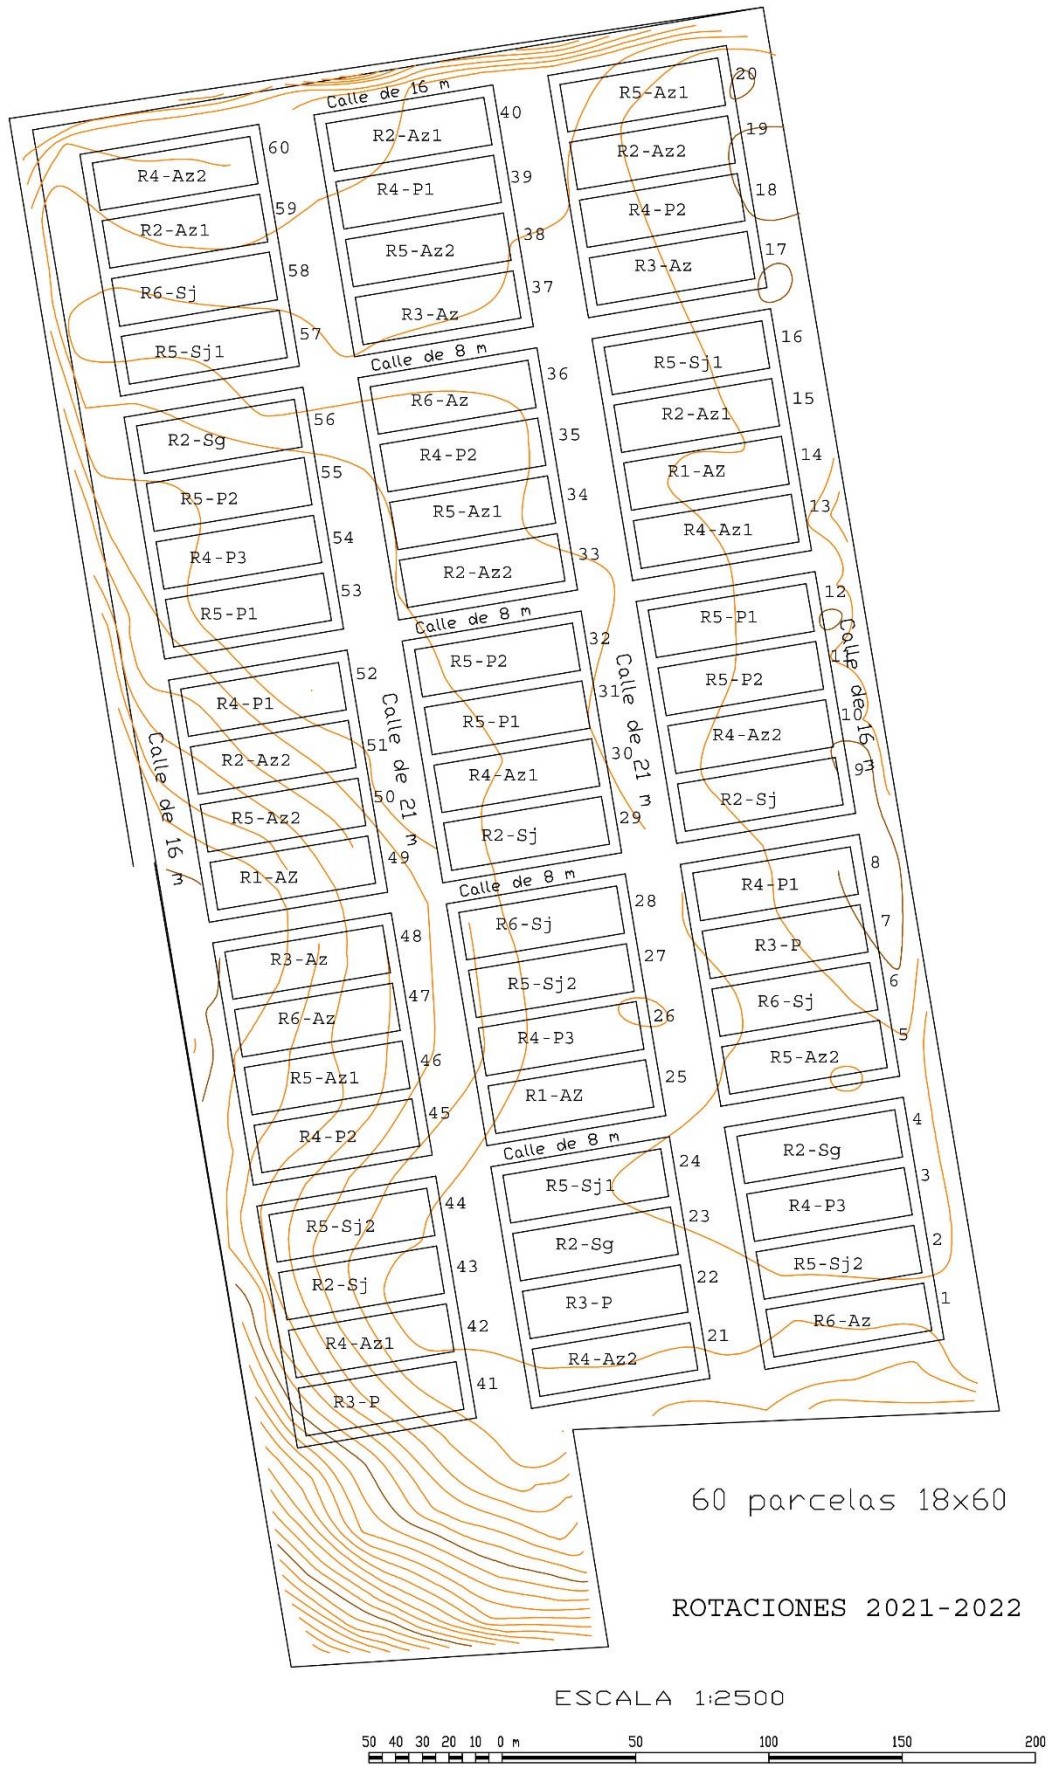 Calle de 16 m
R4-Az2 60
R2-Az1 59
R6-Sj 58
R5-Sj1 57
R2-Sg 56
R5-P2 55
R4-P3 54
R5-P1 53
R4-P1 52
R2-Az2 51
R5-Az2 50
R1-AZ 49
R3-Az 48
R6-Az 47
R5-Az1 46
R4-P2 45
R5-Sj2 44
R2-Sj 43
R4-Az1 42
R3-P 41
Calle de 16 m
Calle de 21 m
R2-Az1 40
R4-P1 39
R5-Az2 38
R3-Az 37
Calle de 8 m
R6-Az 36
R4-P2 35
R5-Az1 34
R2-Az2 33
Calle de 8 m
R5-P2 32
R5-P1 31
R4-Az1 30
R2-Sj 29
Calle de 8 m
R6-Sj 28
R5-Sj2 27
R4-P3 26
R1-AZ 25
Calle de 8 m
R5-Sj1 24
R2-Sg 23
R3-P 22
R4-Az2 21
Calle de 21 m
R5-Az1 20
R2-Az2 19
R4-P2 18
R3-Az 17
R5-Sj1 16
R2-Az1 15
R1-AZ 14
R4-Az1 13
R5-P1 12
R5-P2 11
R4-Az2 10
R2-Sj 9
R4-P1 8
R3-P 7
R6-Sj 6
R5-Az2 5
R2-Sg 4
R4-P3 3
R5-Sj2 2
R6-Az 1
Calle de 16 m
60 parcelas 18x60
ROTACIONES 2021-2022
ESCALA 1:2500
50 40 30 20 10 0 m 50 100 150 200